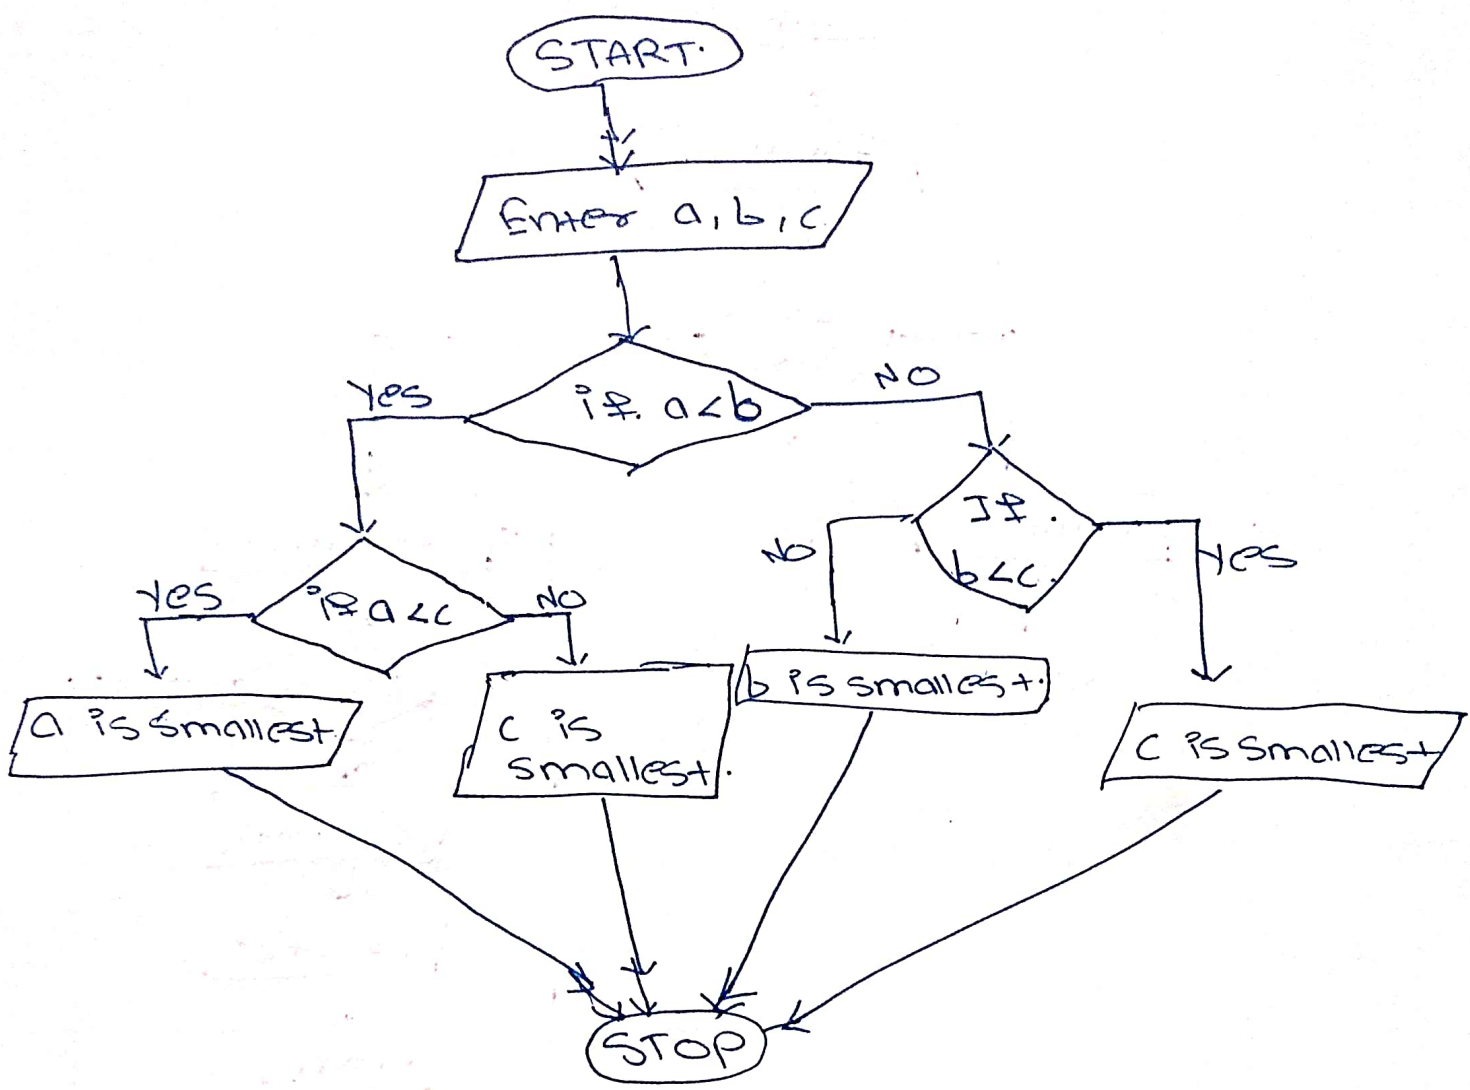 START.
Enter a, b, c
if. a<b
Yes
NO
If.
b<c.
NO
Yes
if a<c
Yes
NO
a is smallest
c is
smallest.
b is smallest.
c is smallest
STOP